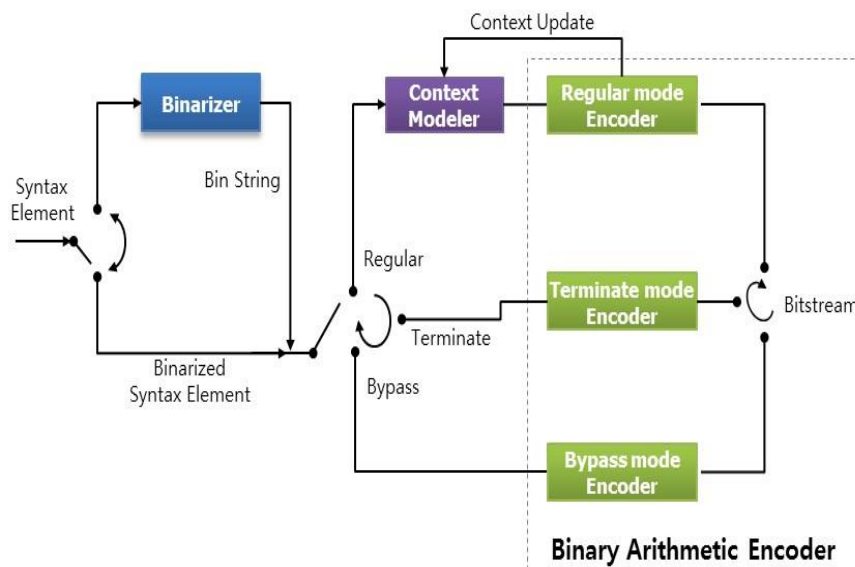 Context Update
Binarizer
Context
Modeler
Regular mode
Encoder
Syntax
Element
Bin String
Regular
Terminate
Terminate mode
Encoder
Bitstream
Binarized
Syntax Element
Bypass
Bypass mode
Encoder
Binary Arithmetic Encoder